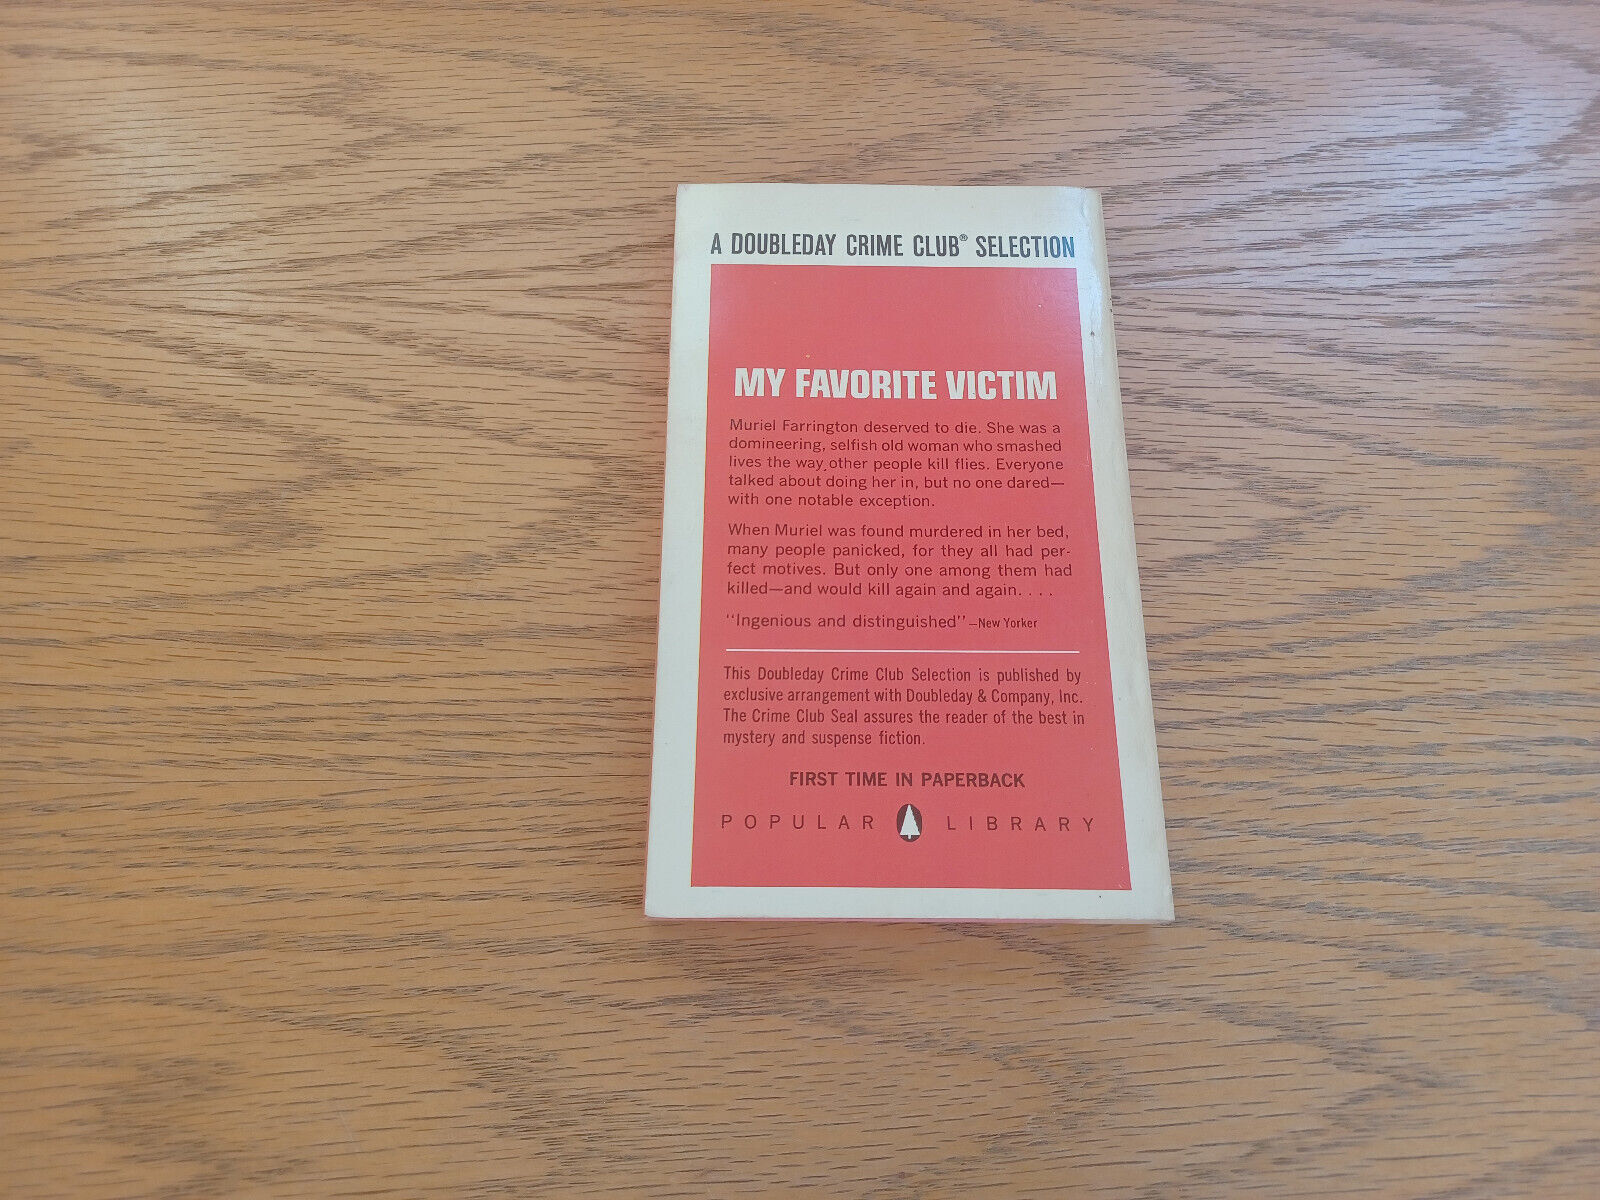 A DOUBLEDAY CRIME CLUB® SELECTION
MY FAVORITE VICTIM
Muriel Farrington deserved to die. She was a
domineering, selfish old woman who smashed
lives the way other people kill flies. Everyone
talked about doing her in, but no one dared—
with one notable exception.
When Muriel was found murdered in her bed,
many people panicked, for they all had per-
fect motives. But only one among them had
killed—and would kill again and again. . . .
"Ingenious and distinguished" —New Yorker
This Doubleday Crime Club Selection is published by
exclusive arrangement with Doubleday & Company, Inc.
The Crime Club Seal assures the reader of the best in
mystery and suspense fiction.
FIRST TIME IN PAPERBACK
POPULAR LIBRARY